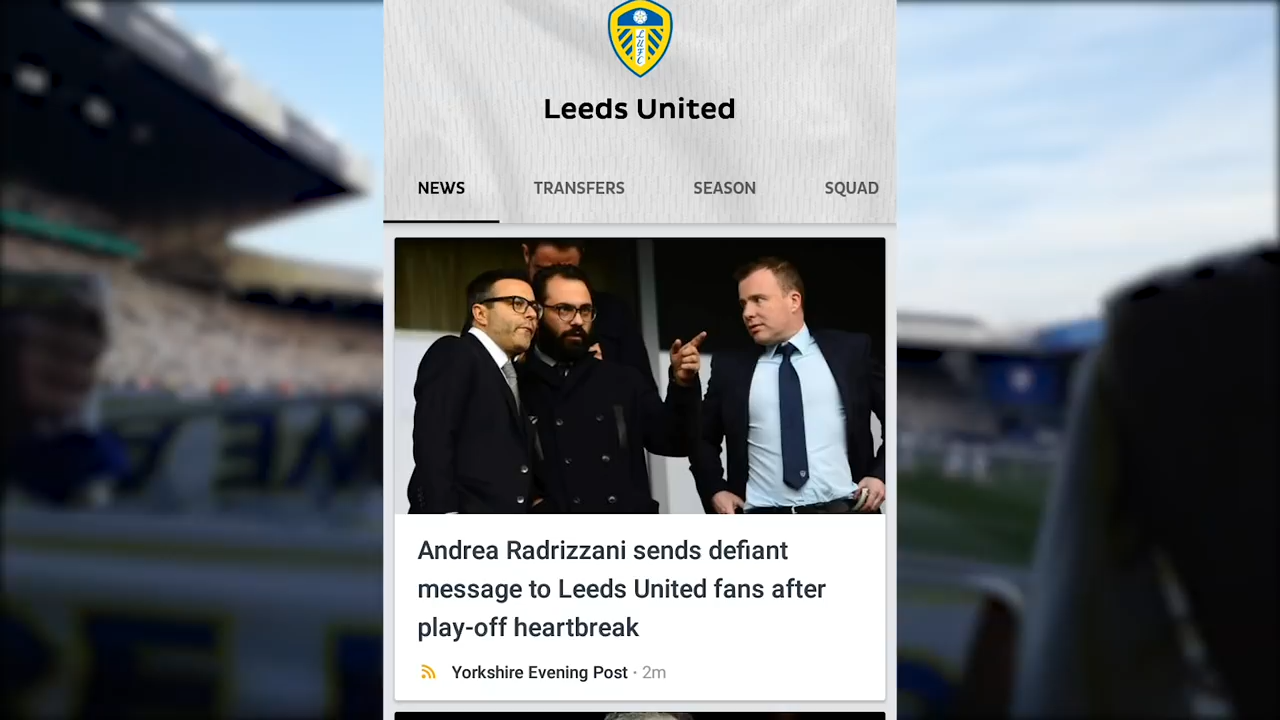 LUFC
Leeds United
NEWS TRANSFERS SEASON SQUAD
Andrea Radrizzani sends defiant
message to Leeds United fans after
play-off heartbreak
Yorkshire Evening Post · 2m